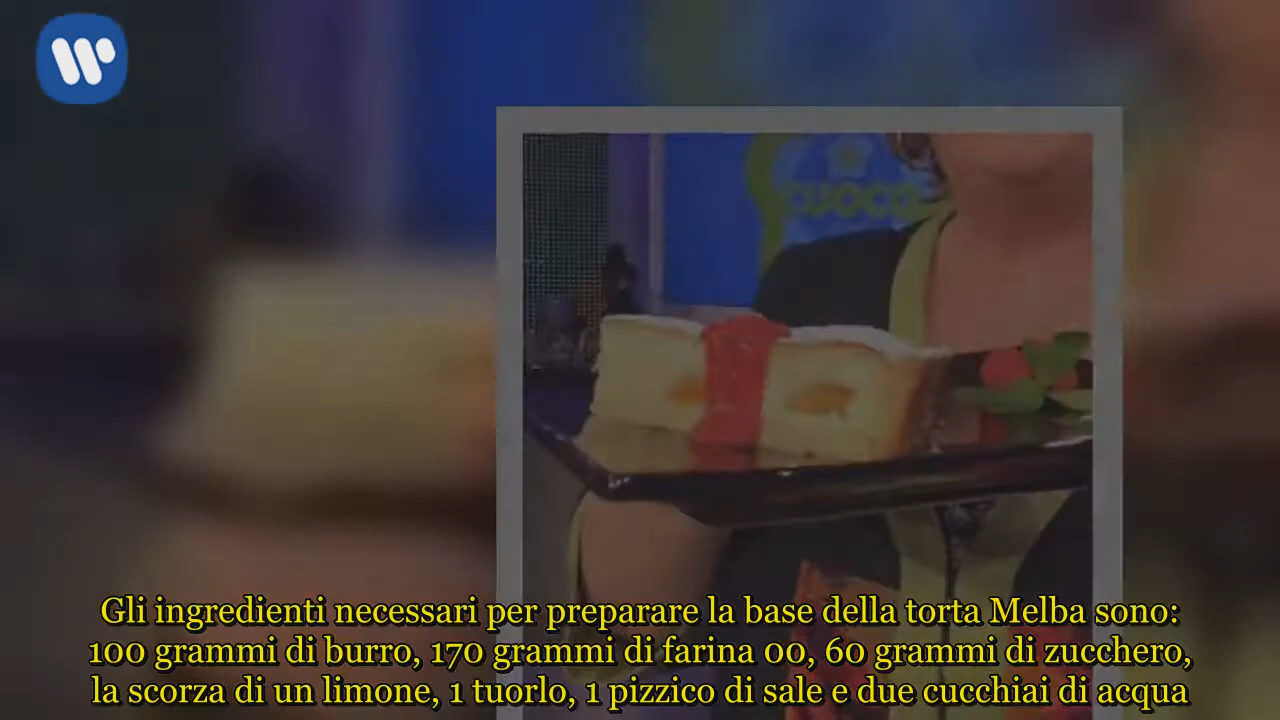 CUOCO
Gli ingredienti necessari per preparare la base della torta Melba sono:
100 grammi di burro, 170 grammi di farina 00, 60 grammi di zucchero,
la scorza di un limone, 1 tuorlo, 1 pizzico di sale e due cucchiai di acqua